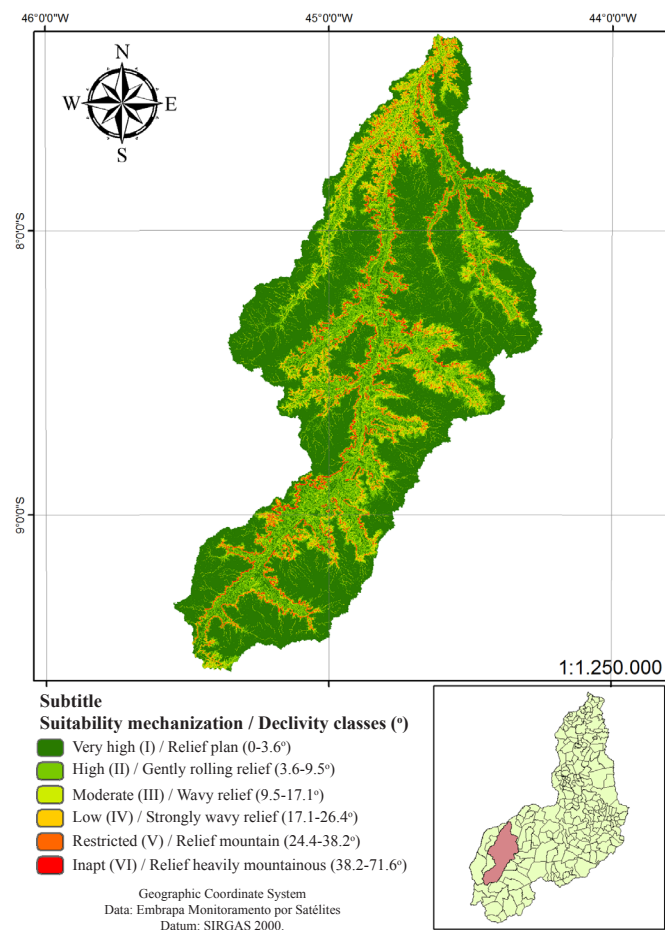 46°0'0"W
45°0'0"W
44°0'0"W
N
W
E
S
8°0'0"S
9°0'0"S
1:1.250.000
Subtitle
Suitability mechanization / Declivity classes (º)
Very high (I) / Relief plan (0-3.6º)
High (II) / Gently rolling relief (3.6-9.5º)
Moderate (III) / Wavy relief (9.5-17.1º)
Low (IV) / Strongly wavy relief (17.1-26.4º)
Restricted (V) / Relief mountain (24.4-38.2º)
Inapt (VI) / Relief heavily mountainous (38.2-71.6º)
Geographic Coordinate System
Data: Embrapa Monitoramento por Satélites
Datum: SIRGAS 2000.